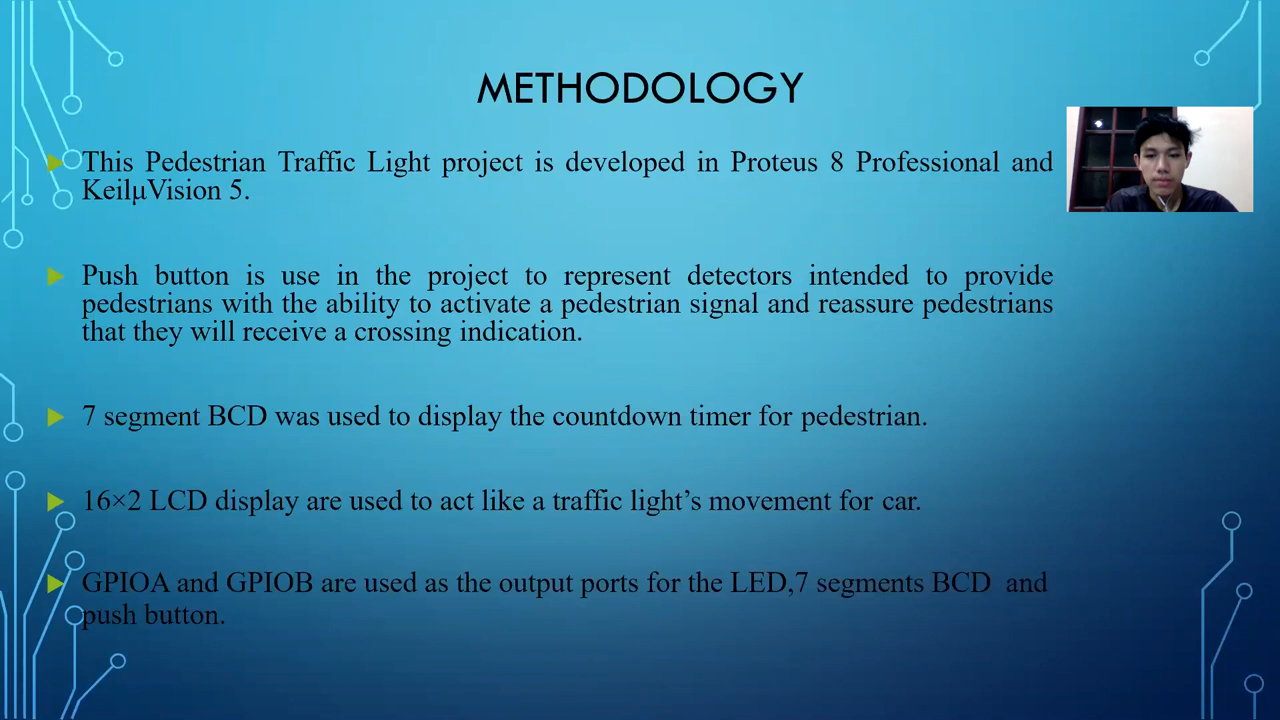 METHODOLOGY
This Pedestrian Traffic Light project is developed in Proteus 8 Professional and
KeilµVision 5.
Push button is use in the project to represent detectors intended to provide
pedestrians with the ability to activate a pedestrian signal and reassure pedestrians
that they will receive a crossing indication.
7 segment BCD was used to display the countdown timer for pedestrian.
16×2 LCD display are used to act like a traffic light’s movement for car.
GPIOA and GPIOB are used as the output ports for the LED,7 segments BCD and
push button.